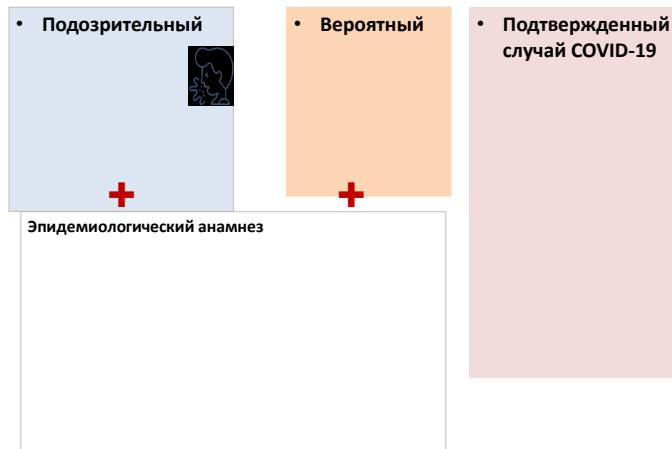 • Подозрительный
• Вероятный
• Подтвержденный
случай COVID-19
Эпидемиологический анамнез